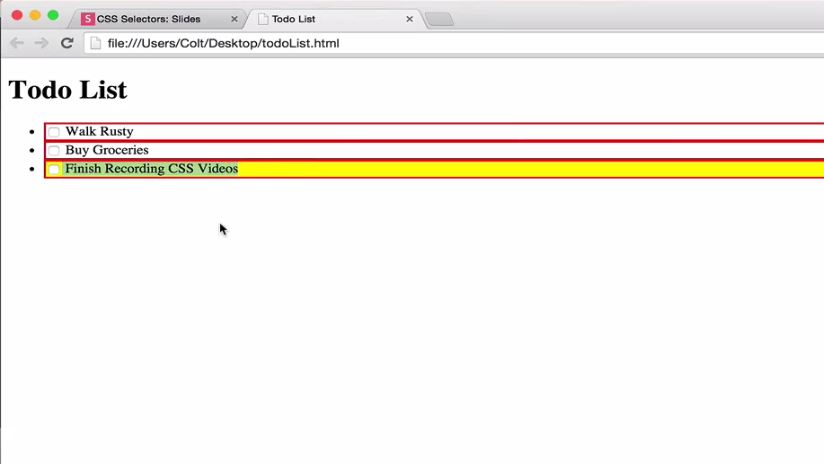 CSS Selectors: Slides
Todo List
file:///Users/Colt/Desktop/todoList.html
Todo List
Walk Rusty
Buy Groceries
Finish Recording CSS Videos